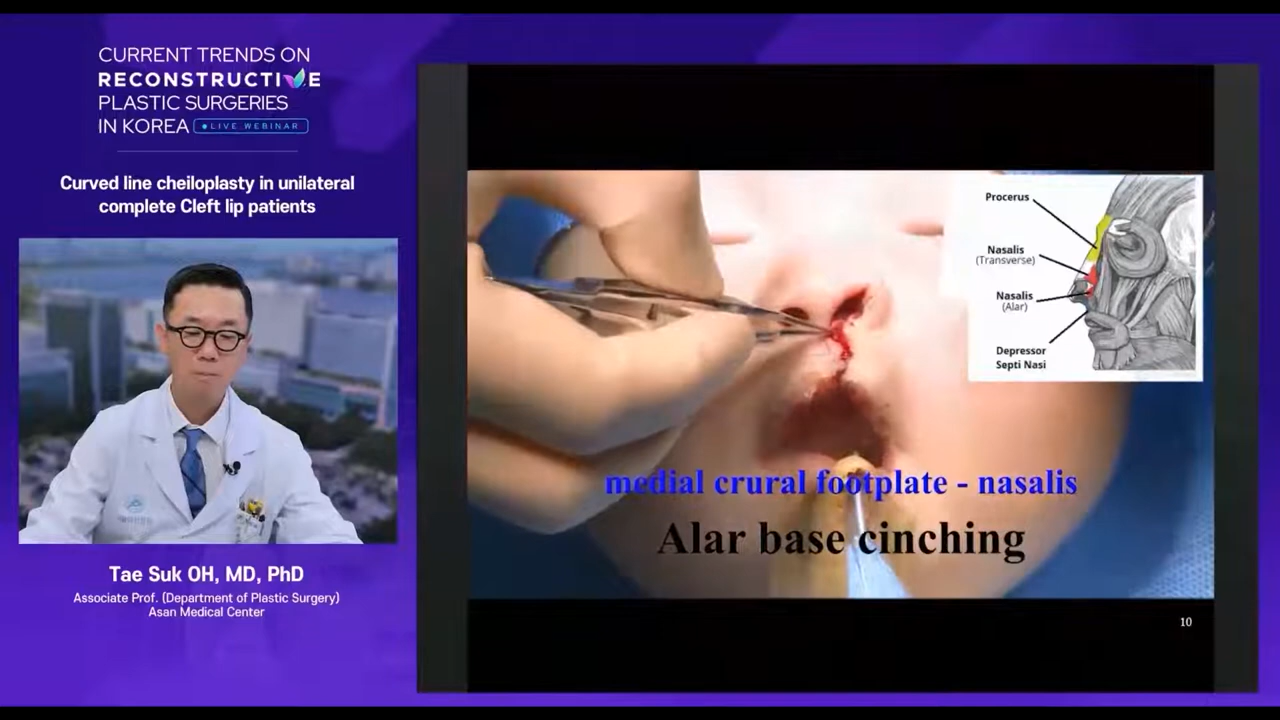 CURRENT TRENDS ON
RECONSTRUCTIVE
PLASTIC SURGERIES
IN KOREA
LIVE WEBINAR
Curved line cheiloplasty in unilateral
complete Cleft lip patients
Tae Suk OH, MD, PhD
Associate Prof. (Department of Plastic Surgery)
Asan Medical Center
Procerus
Nasalis
(Transverse)
Nasalis
(Alar)
Depressor
Septi Nasi
medial crural footplate - nasalis
Alar base cinching
10